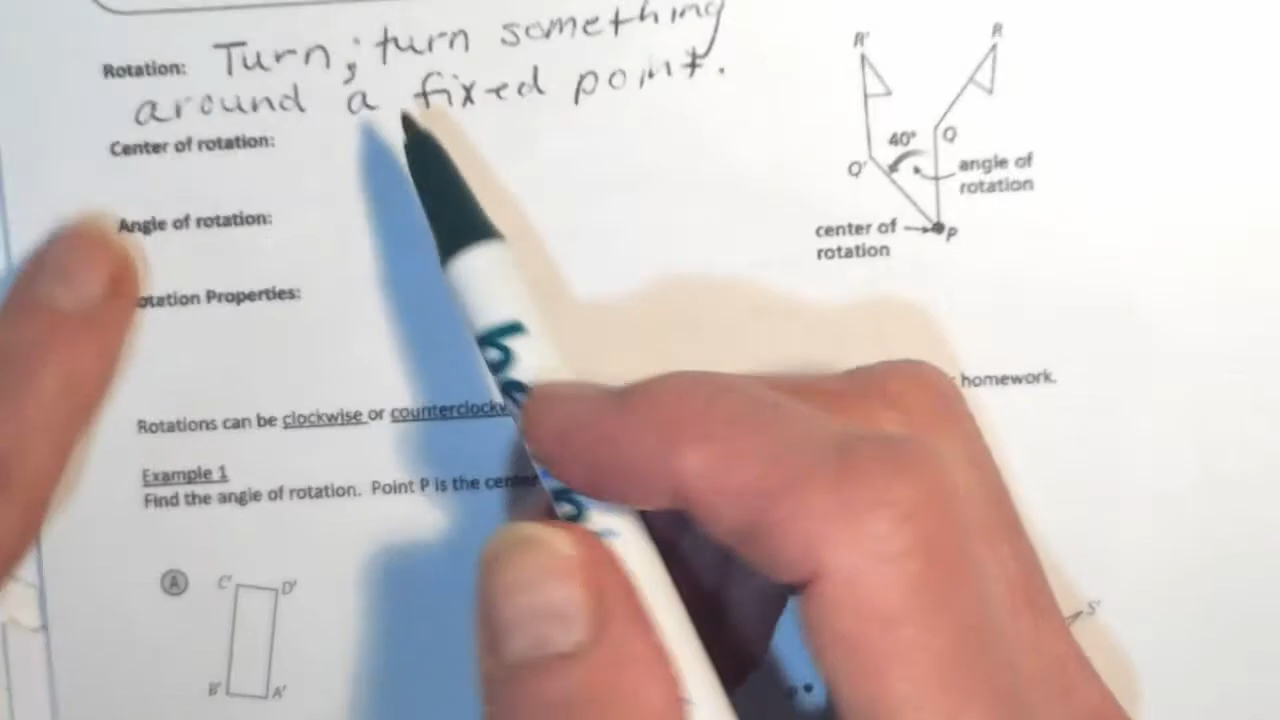 Rotation: Turn; turn something
around a fixed point.
Center of rotation:
Angle of rotation:
otation Properties:
Rotations can be clockwise or counterclockw
homework.
Example 1
Find the angle of rotation. Point P is the center
A
C'
D'
B'
A'
R'
R
40°
Q
Q'
angle of
rotation
center of
rotation
P
S'